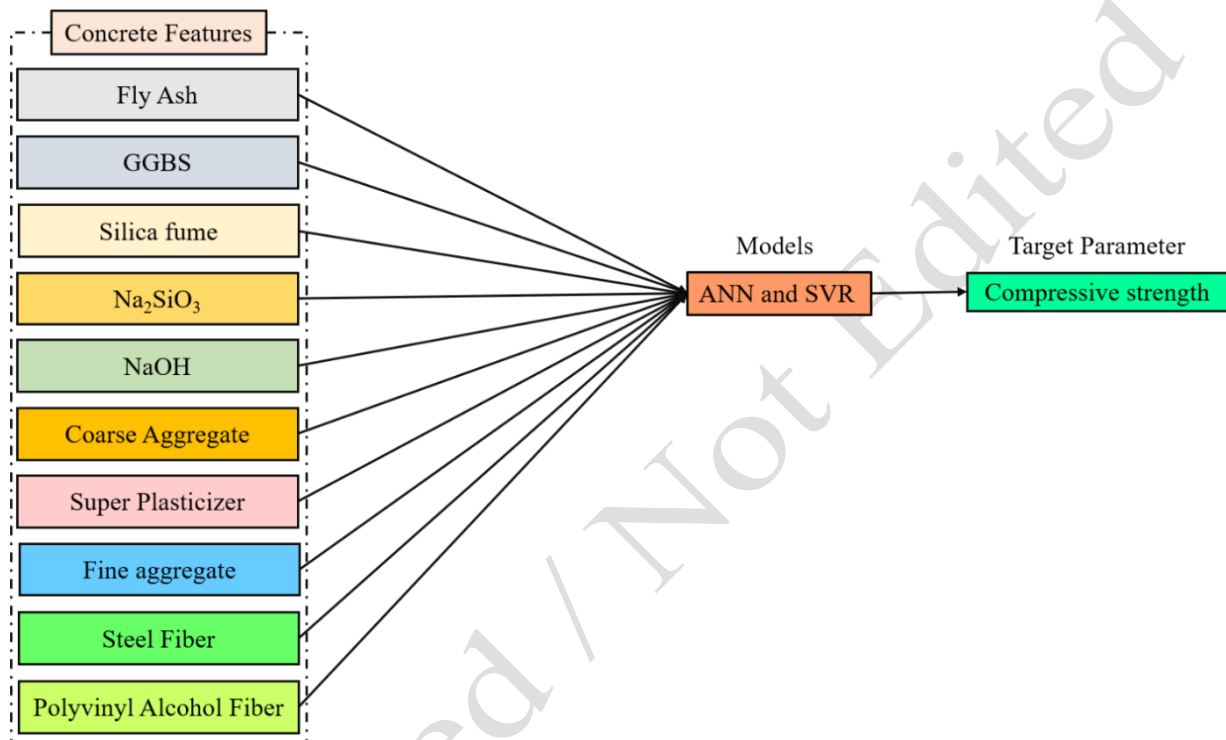 Concrete Features
Fly Ash
GGBS
Silica fume
Na₂SiO₃
NaOH
Coarse Aggregate
Super Plasticizer
Fine aggregate
Steel Fiber
Polyvinyl Alcohol Fiber
Models
ANN and SVR
Target Parameter
Compressive strength
ed / Not Edited